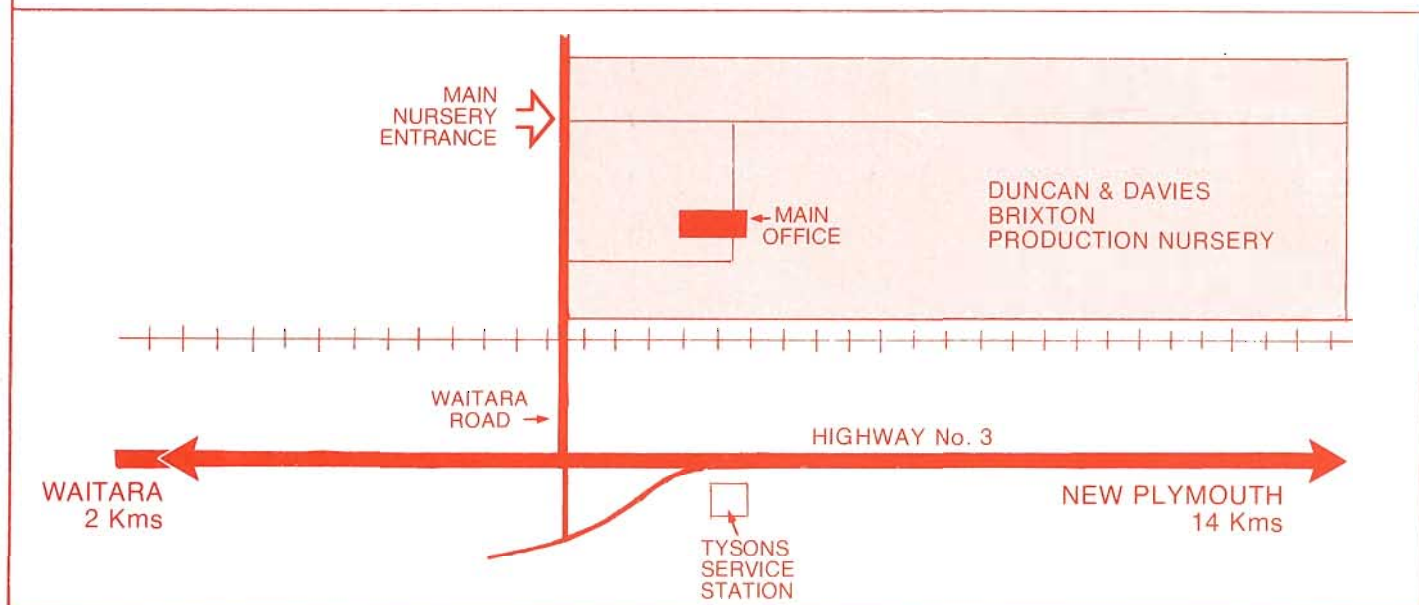 MAIN
NURSERY
ENTRANCE
MAIN
OFFICE
DUNCAN & DAVIES
BRIXTON
PRODUCTION NURSERY
WAITARA
ROAD
HIGHWAY No. 3
WAITARA
2 Kms
NEW PLYMOUTH
14 Kms
TYSONS
SERVICE
STATION